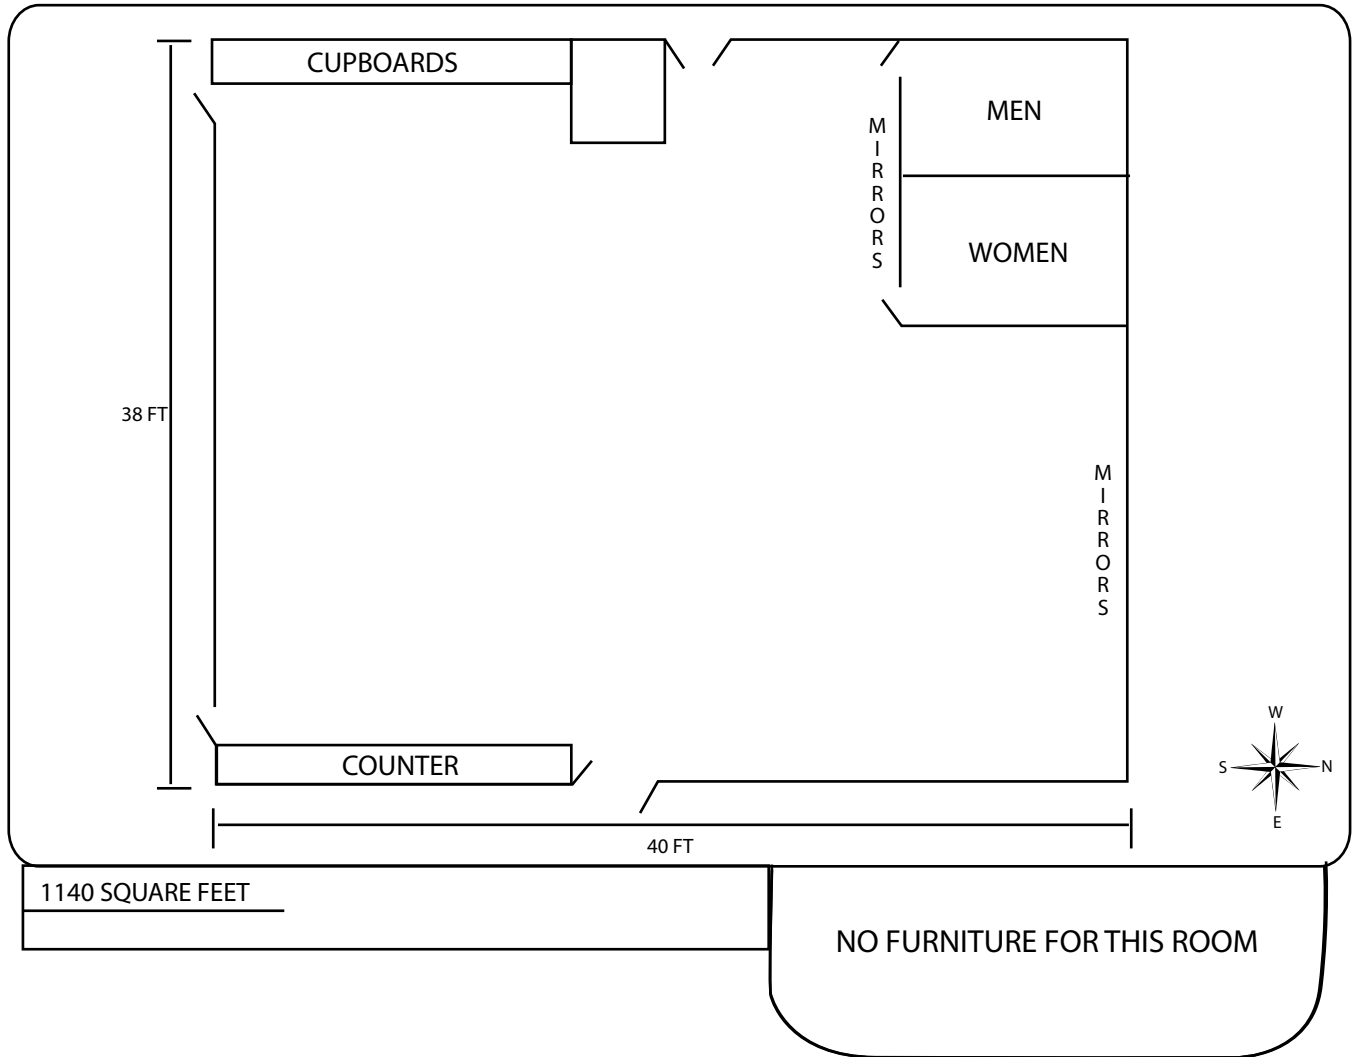 CUPBOARDS
MEN
MIRRORS
WOMEN
38 FT
MIRRORS
W
S
N
E
COUNTER
40 FT
1140 SQUARE FEET
NO FURNITURE FOR THIS ROOM